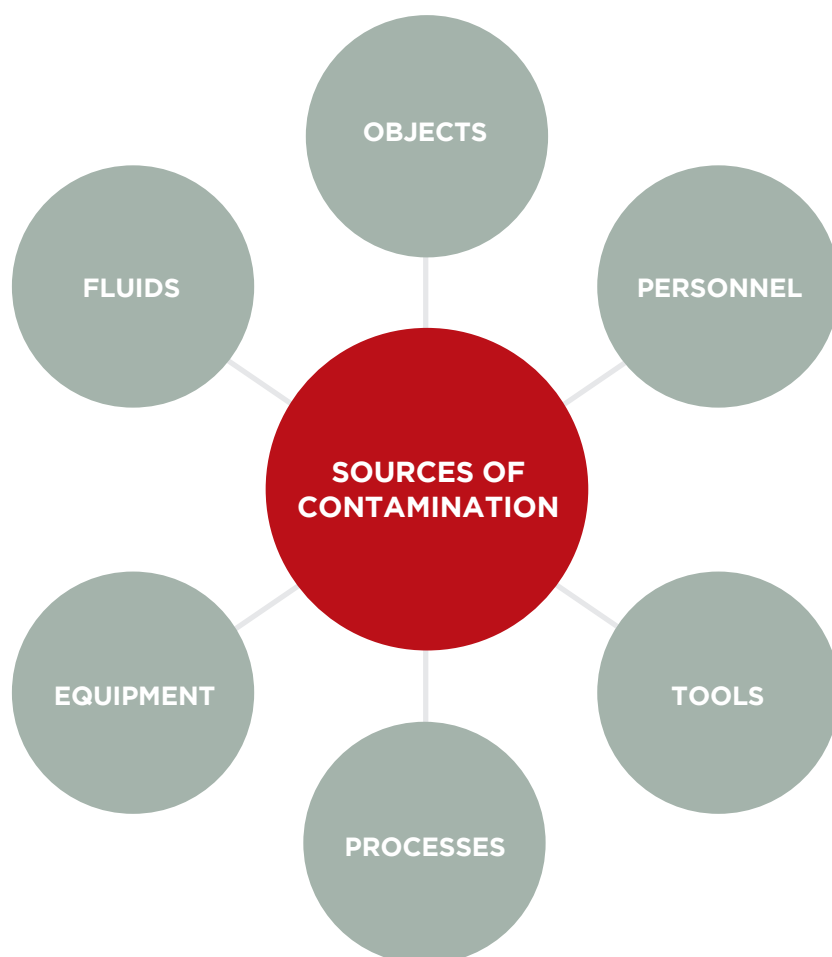 OBJECTS
FLUIDS
PERSONNEL
SOURCES OF
CONTAMINATION
EQUIPMENT
TOOLS
PROCESSES